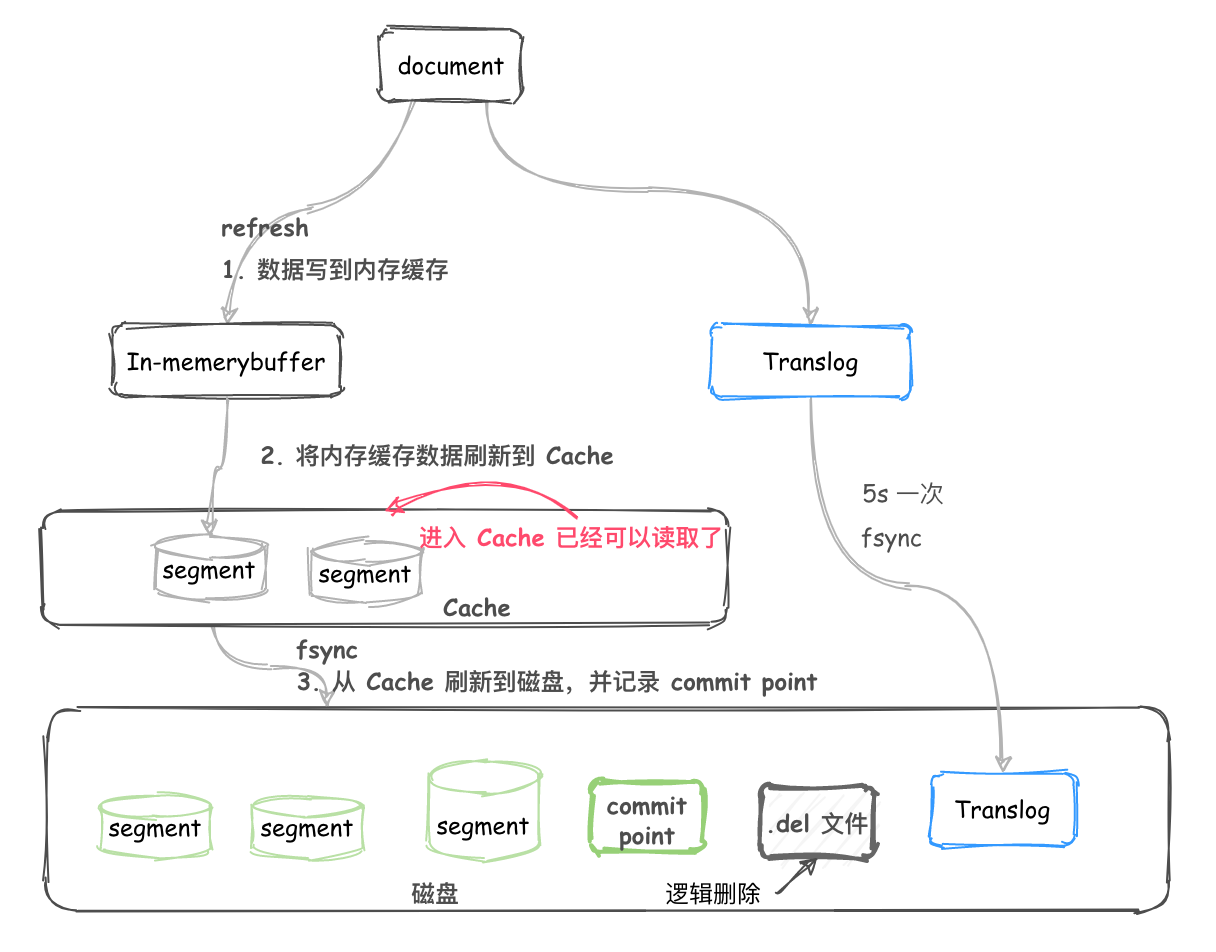 document
refresh
1. 数据写到内存缓存
In-memerybuffer
Translog
2. 将内存缓存数据刷新到 Cache
5s 一次
fsync
进入 Cache 已经可以读取了
segment
segment
Cache
fsync
3. 从 Cache 刷新到磁盘，并记录 commit point
segment
segment
segment
commit
point
.del 文件
Translog
磁盘
逻辑删除